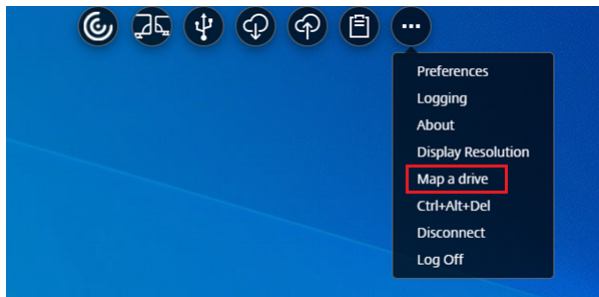 Preferences
Logging
About
Display Resolution
Map a drive
Ctrl+Alt+Del
Disconnect
Log Off